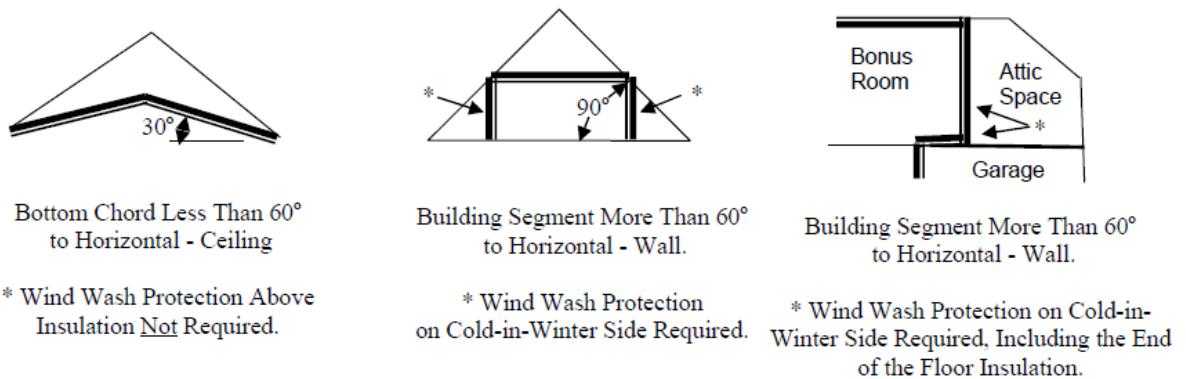 30°
Bottom Chord Less Than 60°
to Horizontal - Ceiling
* Wind Wash Protection Above
Insulation Not Required.
*
90°
*
Building Segment More Than 60°
to Horizontal - Wall.
* Wind Wash Protection
on Cold-in-Winter Side Required.
Bonus
Room
Attic
Space
*
Garage
Building Segment More Than 60°
to Horizontal - Wall.
* Wind Wash Protection on Cold-in-
Winter Side Required, Including the End
of the Floor Insulation.